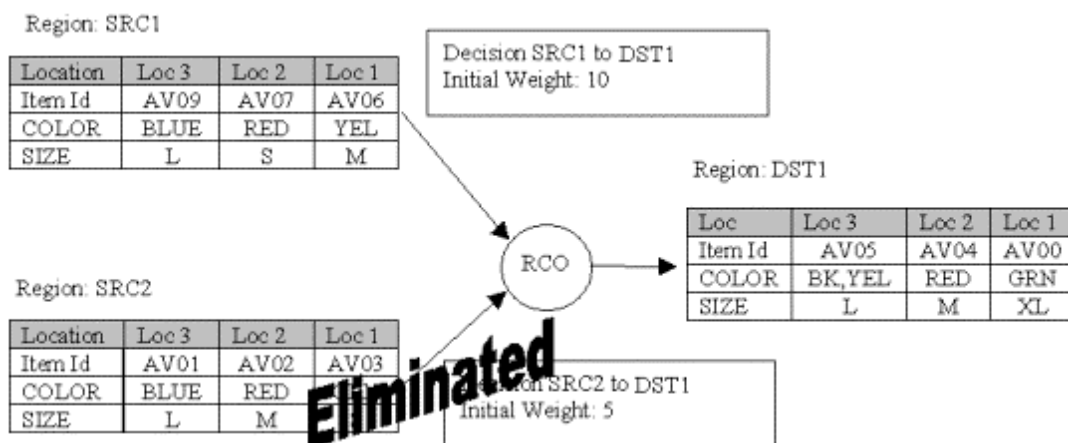 Region: SRC1
Location Loc 3 Loc 2 Loc 1
Item Id AV09 AV07 AV06
COLOR BLUE RED YEL
SIZE L S M
Decision SRC1 to DST1
Initial Weight: 10
Region: DST1
Loc Loc 3 Loc 2 Loc 1
Item Id AV05 AV04 AV00
COLOR BK,YEL RED GRN
SIZE L M XL
RCO
Region: SRC2
Location Loc 3 Loc 2 Loc 1
Item Id AV01 AV02 AV03
COLOR BLUE RED
SIZE L M
Eliminated
Decision SRC2 to DST1
Initial Weight: 5